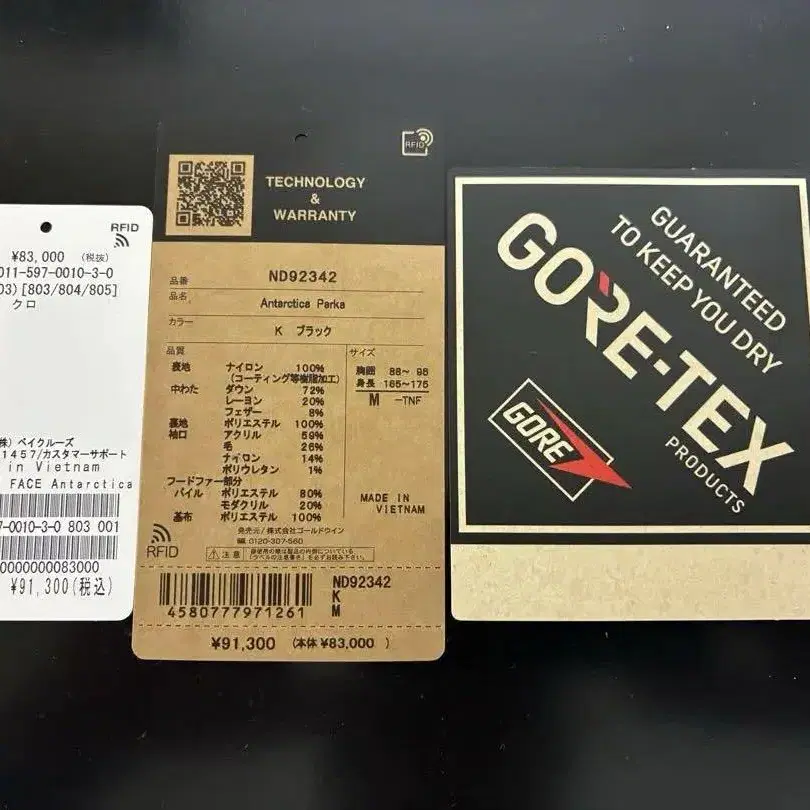 RFID
¥83,000 (税抜)
011-597-0010-3-0
03)[803/804/805]
クロ
株) ベイクルーズ
1457/カスタマーサポート
in Vietnam
FACE Antarctica
7-0010-3-0 803 001
0000000000083000
¥91,300(税込)
RFID
TECHNOLOGY
&
WARRANTY
品番 ND92342
品名 Antarctica Parka
カラー K ブラック
品質
表地 ナイロン 100%
(コーティング等樹脂加工)
中わた ダウン 72%
レーヨン 20%
フェザー 8%
裏地 ポリエステル 100%
袖口 アクリル 59%
毛 26%
ナイロン 14%
ポリウレタン 1%
フードファー部分
パイル ポリエステル 80%
モダクリル 20%
基布 ポリエステル 100%
サイズ
胸囲 88~ 96
身長 165~175
M -TNF
MADE IN
VIETNAM
発売元/株式会社ゴールドウイン
0120-307-560
RFID
注意
4580777971261
ND92342
K
M
¥91,300 (本体 ¥83,000 )
GUARANTEED
TO KEEP YOU DRY
GORE-TEX
PRODUCTS
GORE